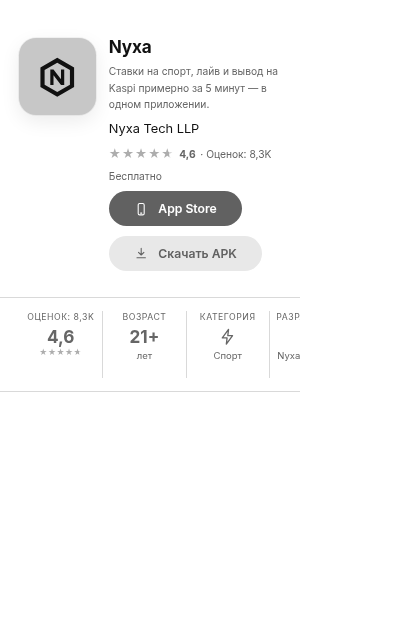 Nyxa
Ставки на спорт, лайв и вывод на
Kaspi примерно за 5 минут — в
одном приложении.
Nyxa Tech LLP
★★★★★ 4,6 · Оценок: 8,3K
Бесплатно
App Store
Скачать APK
ОЦЕНОК: 8,3K
4,6
★★★★★
ВОЗРАСТ
21+
лет
КАТЕГОРИЯ
Спорт
РАЗР
Nyxa